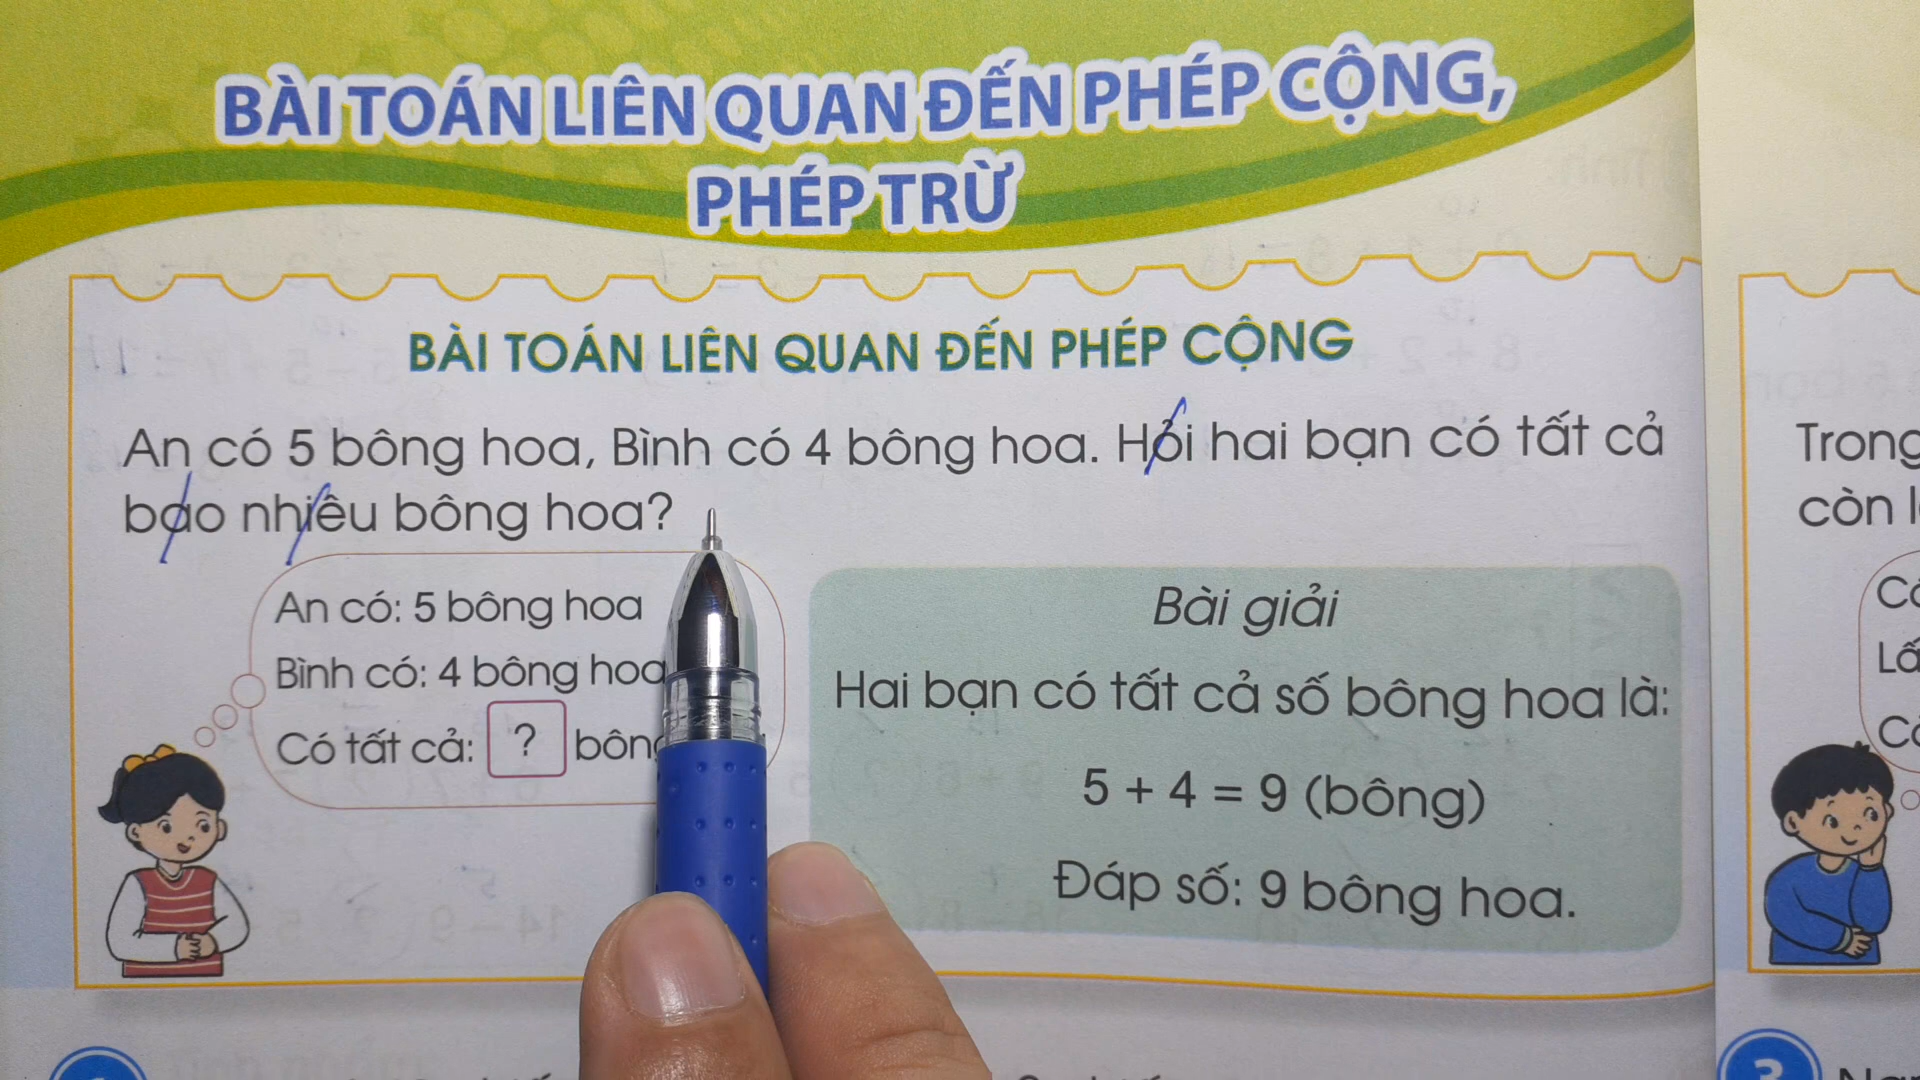 BÀI TOÁN LIÊN QUAN ĐẾN PHÉP CỘNG,
PHÉP TRỪ
BÀI TOÁN LIÊN QUAN ĐẾN PHÉP CỘNG
An có 5 bông hoa, Bình có 4 bông hoa. Hỏi hai bạn có tất cả
bao nhiêu bông hoa?
An có: 5 bông hoa
Bình có: 4 bông hoa
Có tất cả: ?
Bài giải
Hai bạn có tất cả số bông hoa là:
5 + 4 = 9 (bông)
Đáp số: 9 bông hoa.
Trong
còn
3